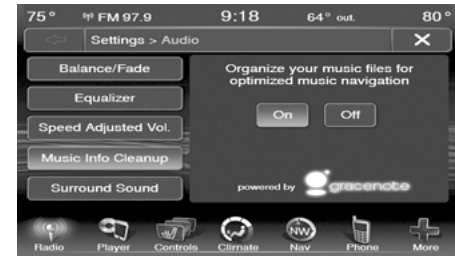 75° FM 97.9 9:18 64° out. 80°
Settings > Audio
Balance/Fade
Equalizer
Speed Adjusted Vol.
Music Info Cleanup
Surround Sound
Organize your music files for
optimized music navigation
On Off
powered by gracenote
NW
Radio Player Controls Climate Nav Phone More